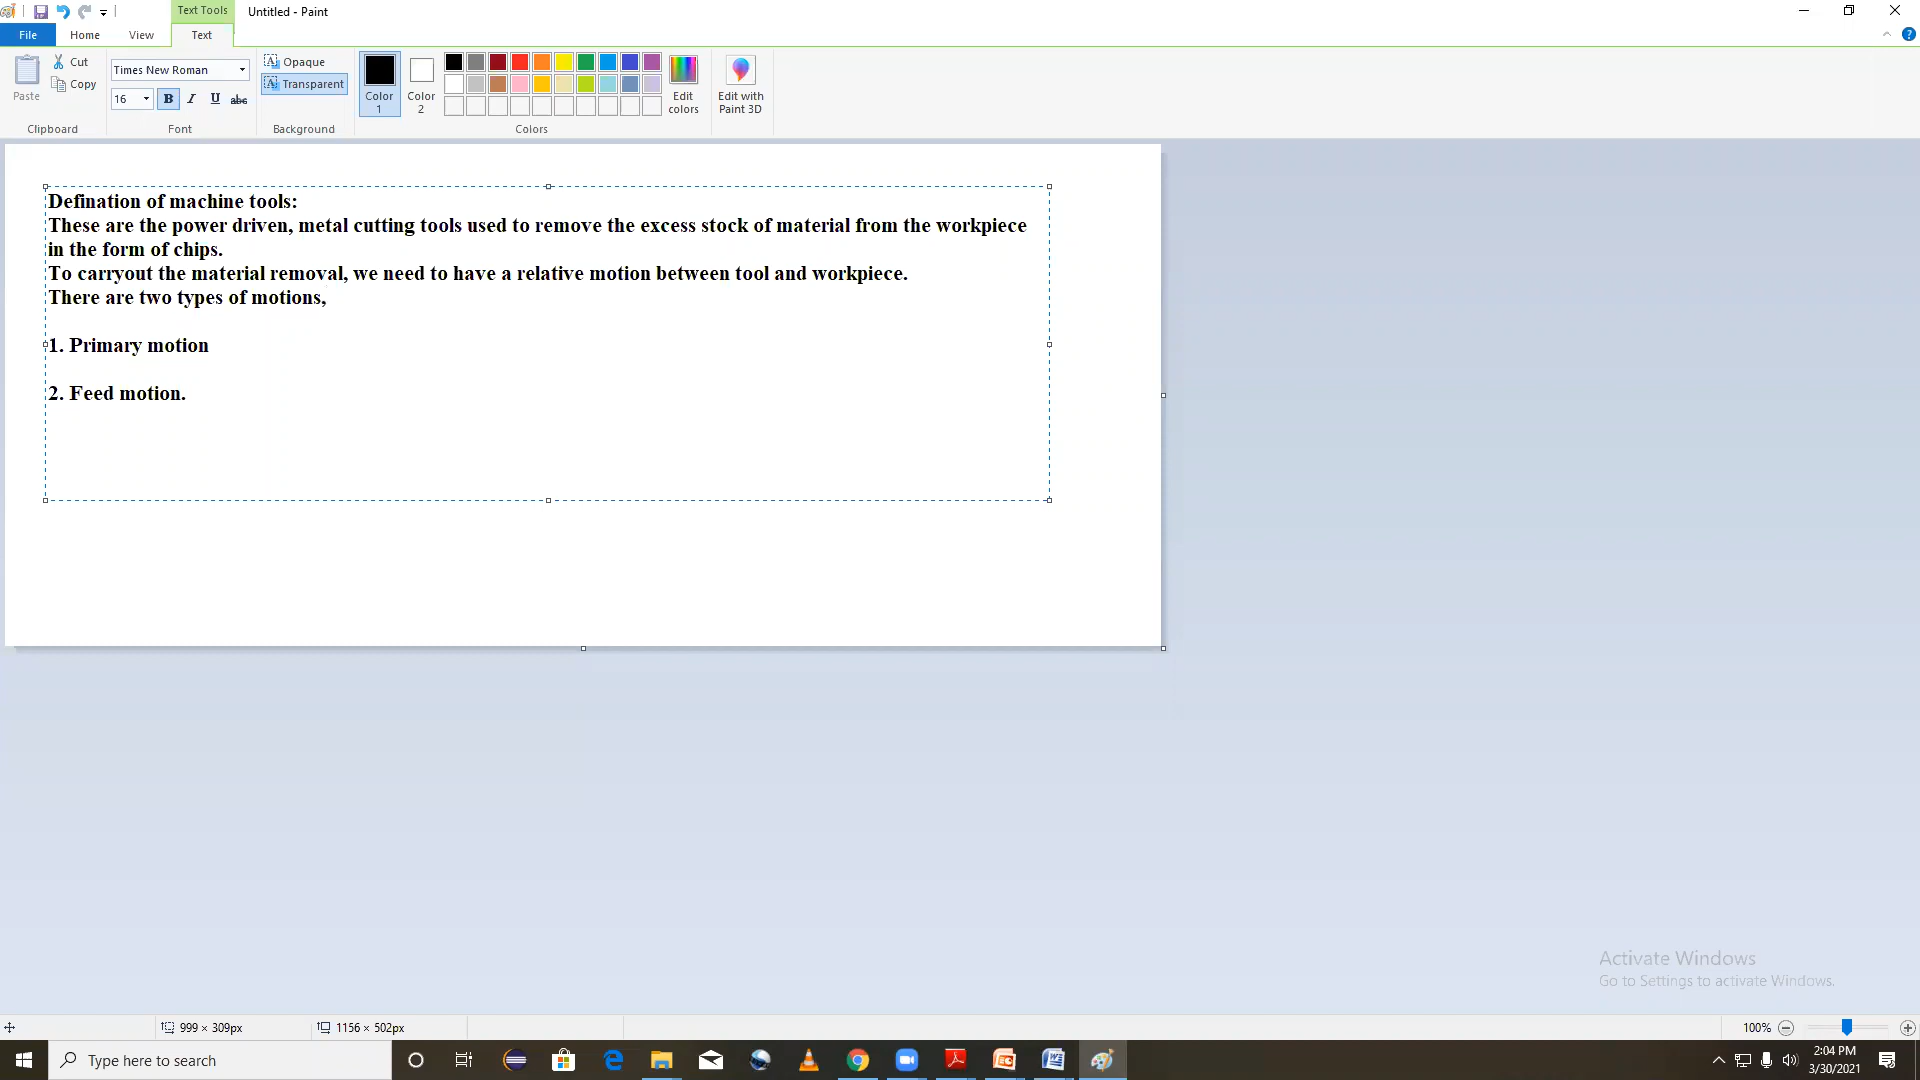 Text Tools
Untitled - Paint
File
Home
View
Text
Paste
Cut
Copy
Clipboard
Times New Roman
16
B
I
U
abc
Font
Opaque
Transparent
Background
Color
1
Color
2
Edit
colors
Colors
Edit with
Paint 3D
Defination of machine tools:
These are the power driven, metal cutting tools used to remove the excess stock of material from the workpiece
in the form of chips.
To carryout the material removal, we need to have a relative motion between tool and workpiece.
There are two types of motions,
1. Primary motion
2. Feed motion.
Activate Windows
Go to Settings to activate Windows.
999 × 309px
1156 × 502px
100%
Type here to search
2:04 PM
3/30/2021